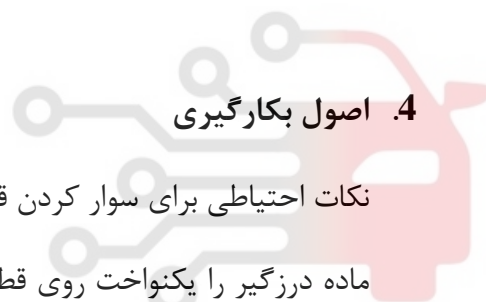 4. اصول بکارگیری
نکات احتیاطی برای سوار کردن
ماده درزگیر را یکنواخت روی